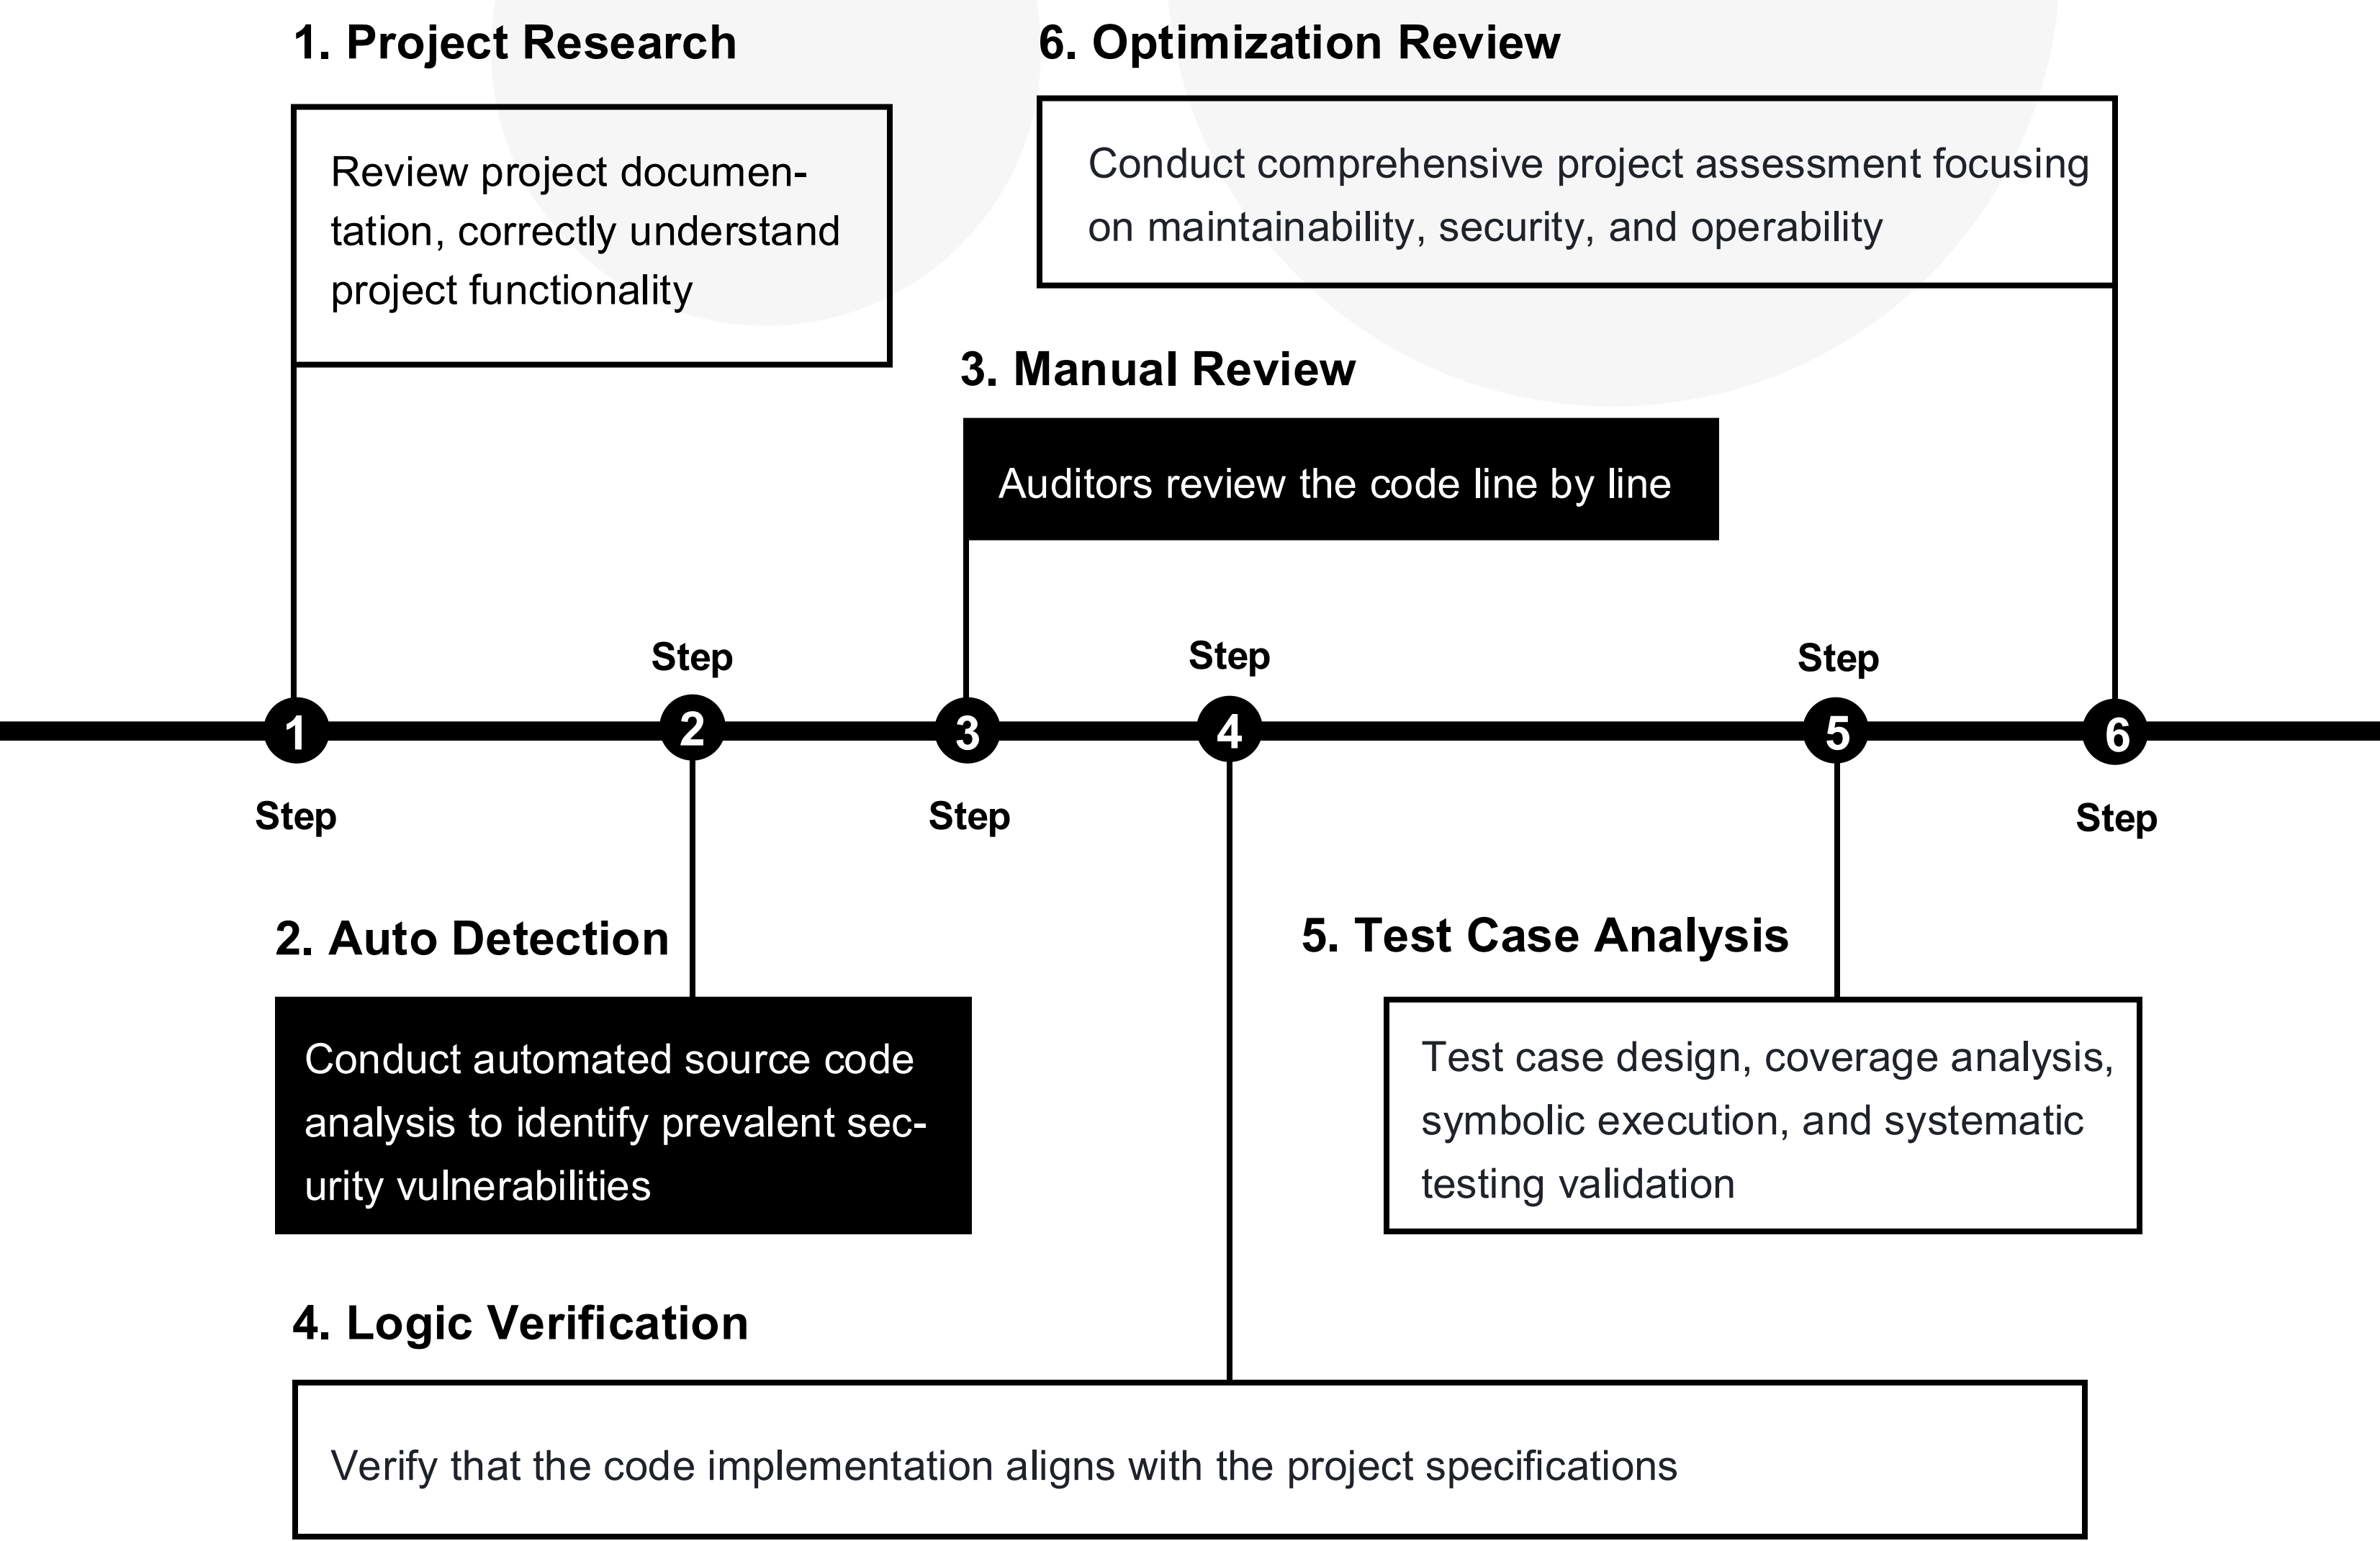 1. Project Research
Review project documen-
tation, correctly understand
project functionality
6. Optimization Review
Conduct comprehensive project assessment focusing
on maintainability, security, and operability
3. Manual Review
Auditors review the code line by line
Step
Step
Step
1
2
3
4
5
6
Step
Step
Step
2. Auto Detection
Conduct automated source code
analysis to identify prevalent sec-
urity vulnerabilities
5. Test Case Analysis
Test case design, coverage analysis,
symbolic execution, and systematic
testing validation
4. Logic Verification
Verify that the code implementation aligns with the project specifications